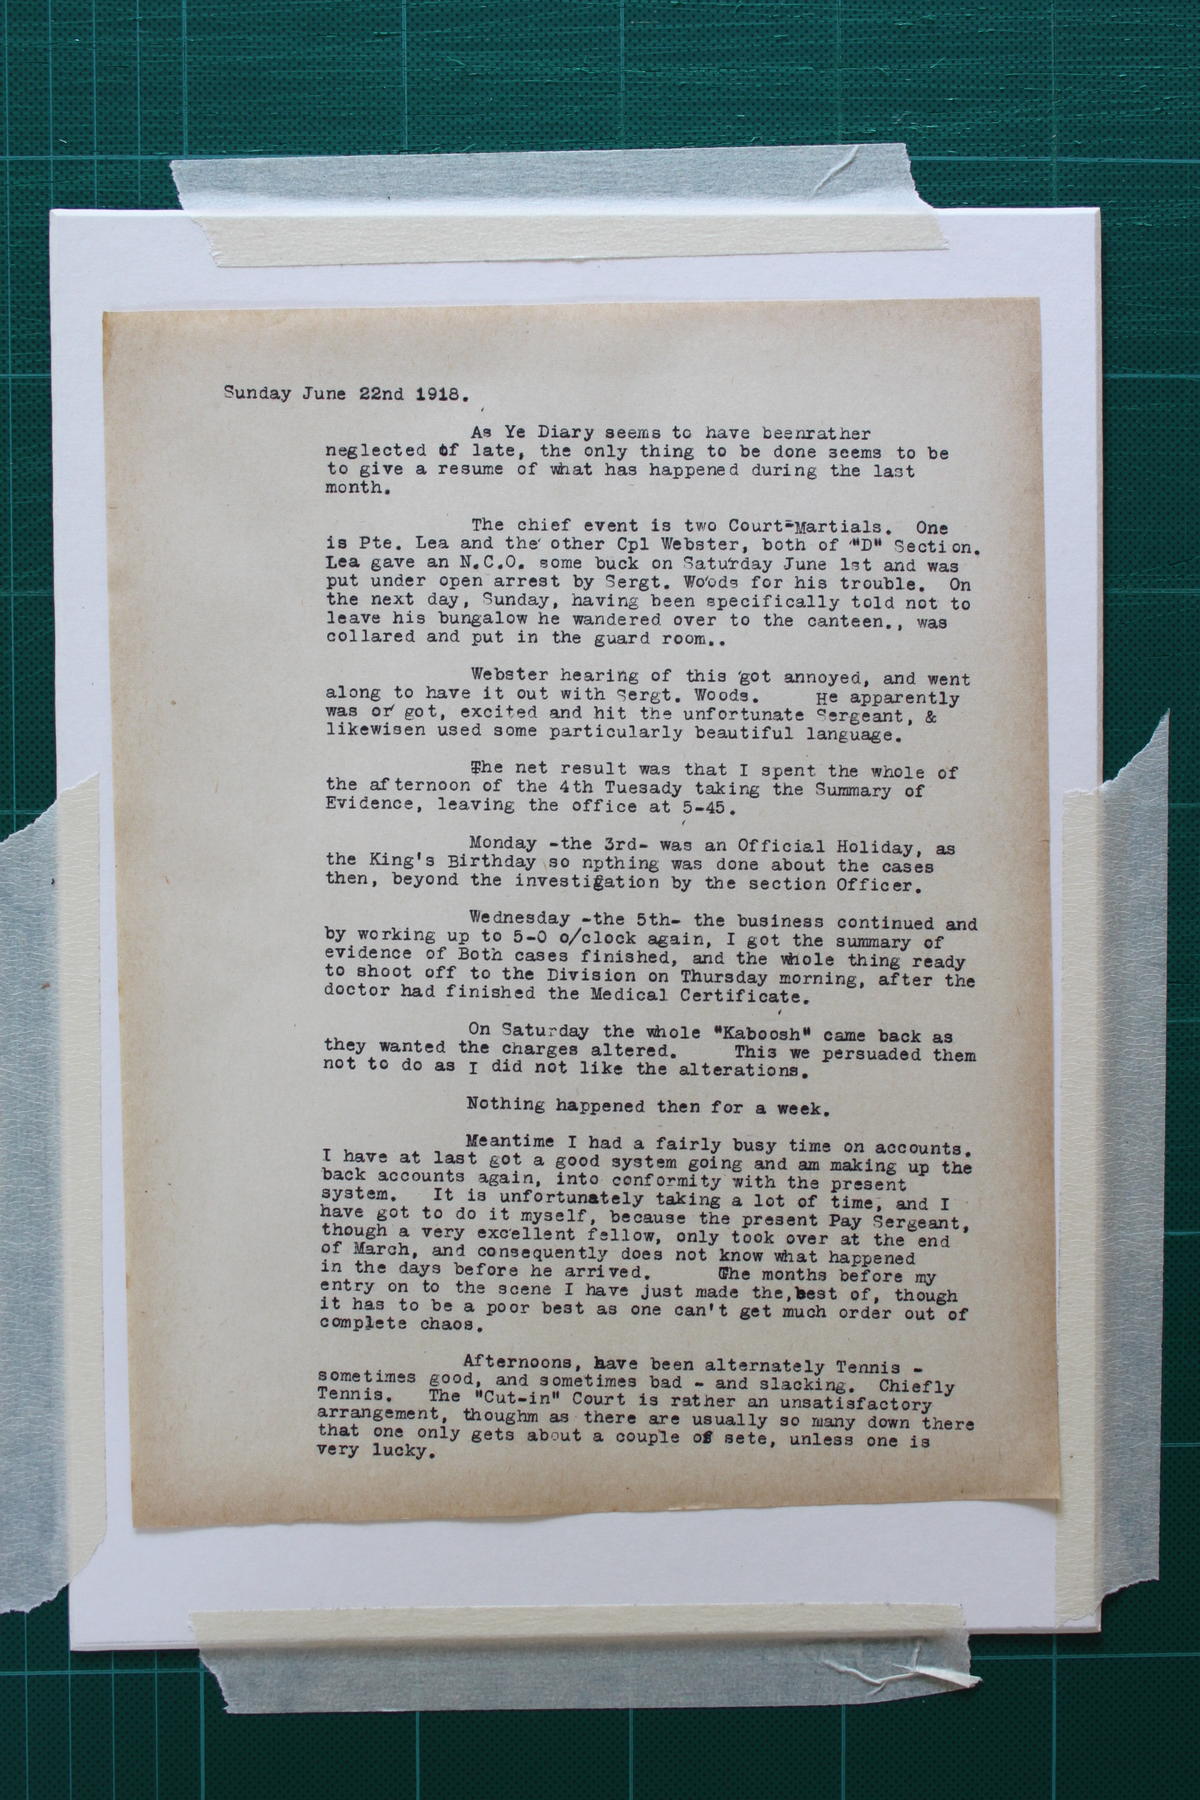 Sunday June 22nd 1918.
As Ye Diary seems to have beenrather
neglected of late, the only thing to be done seems to be
to give a resume of what has happened during the last
month.
The chief event is two Court-Martials. One
is Pte. Lea and the other Cpl Webster, both of "D" Section.
Lea gave an N.C.O. some buck on Saturday June 1st and was
put under open arrest by Sergt. Woods for his trouble. On
the next day, Sunday, having been specifically told not to
leave his bungalow he wandered over to the canteen., was
collared and put in the guard room..
Webster hearing of this got annoyed, and went
along to have it out with Sergt. Woods. He apparently
was or got, excited and hit the unfortunate Sergeant, &
likewisen used some particularly beautiful language.
The net result was that I spent the whole of
the afternoon of the 4th Tuesady taking the Summary of
Evidence, leaving the office at 5-45.
Monday -the 3rd- was an Official Holiday, as
the King's Birthday so npthing was done about the cases
then, beyond the investigation by the section Officer.
Wednesday -the 5th- the business continued and
by working up to 5-0 o/clock again, I got the summary of
evidence of Both cases finished, and the whole thing ready
to shoot off to the Division on Thursday morning, after the
doctor had finished the Medical Certificate.
On Saturday the whole "Kaboosh" came back as
they wanted the charges altered. This we persuaded them
not to do as I did not like the alterations.
Nothing happened then for a week.
Meantime I had a fairly busy time on accounts.
I have at last got a good system going and am making up the
back accounts again, into conformity with the present
system. It is unfortunately taking a lot of time, and I
have got to do it myself, because the present Pay Sergeant,
though a very excellent fellow, only took over at the end
of March, and consequently does not know what happened
in the days before he arrived. The months before my
entry on to the scene I have just made the,best of, though
it has to be a poor best as one can't get much order out of
complete chaos.
Afternoons, have been alternately Tennis -
sometimes good, and sometimes bad - and slacking. Chiefly
Tennis. The "Cut-in" Court is rather an unsatisfactory
arrangement, thoughm as there are usually so many down there
that one only gets about a couple of sete, unless one is
very lucky.